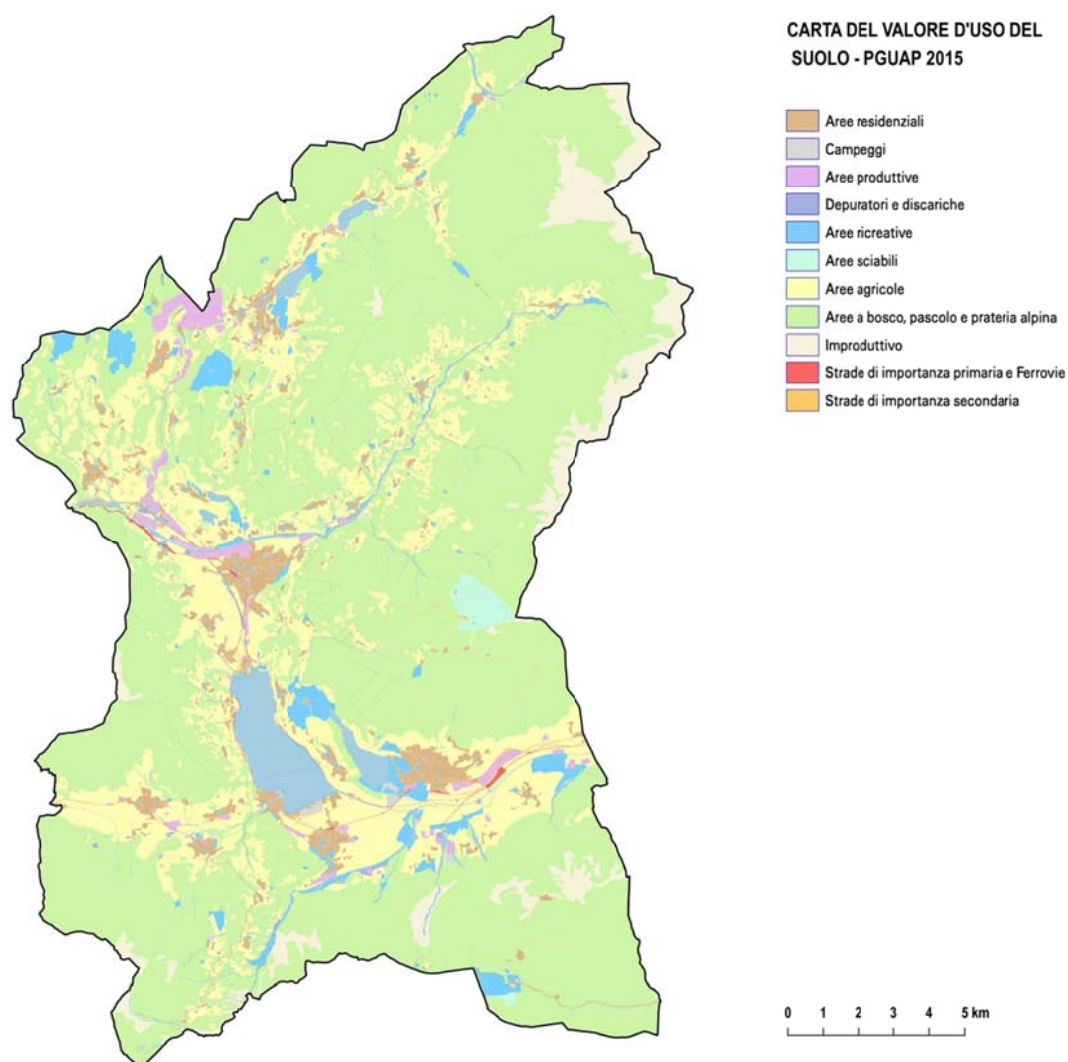 CARTA DEL VALORE D'USO DEL
SUOLO - PGUAP 2015
Aree residenziali
Campeggi
Aree produttive
Depuratori e discariche
Aree ricreative
Aree sciabili
Aree agricole
Aree a bosco, pascolo e prateria alpina
Improduttivo
Strade di importanza primaria e Ferrovie
Strade di importanza secondaria
0 1 2 3 4 5 km